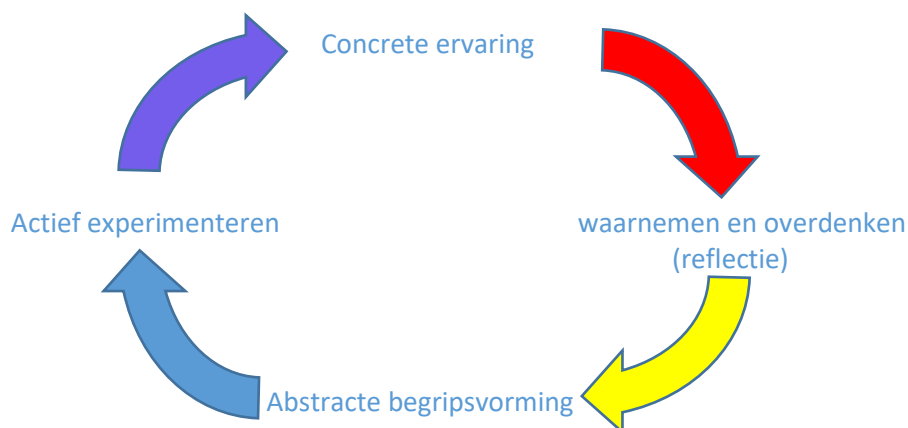 Concrete ervaring
waarnemen en overdenken
(reflectie)
Abstracte begripsvorming
Actief experimenteren